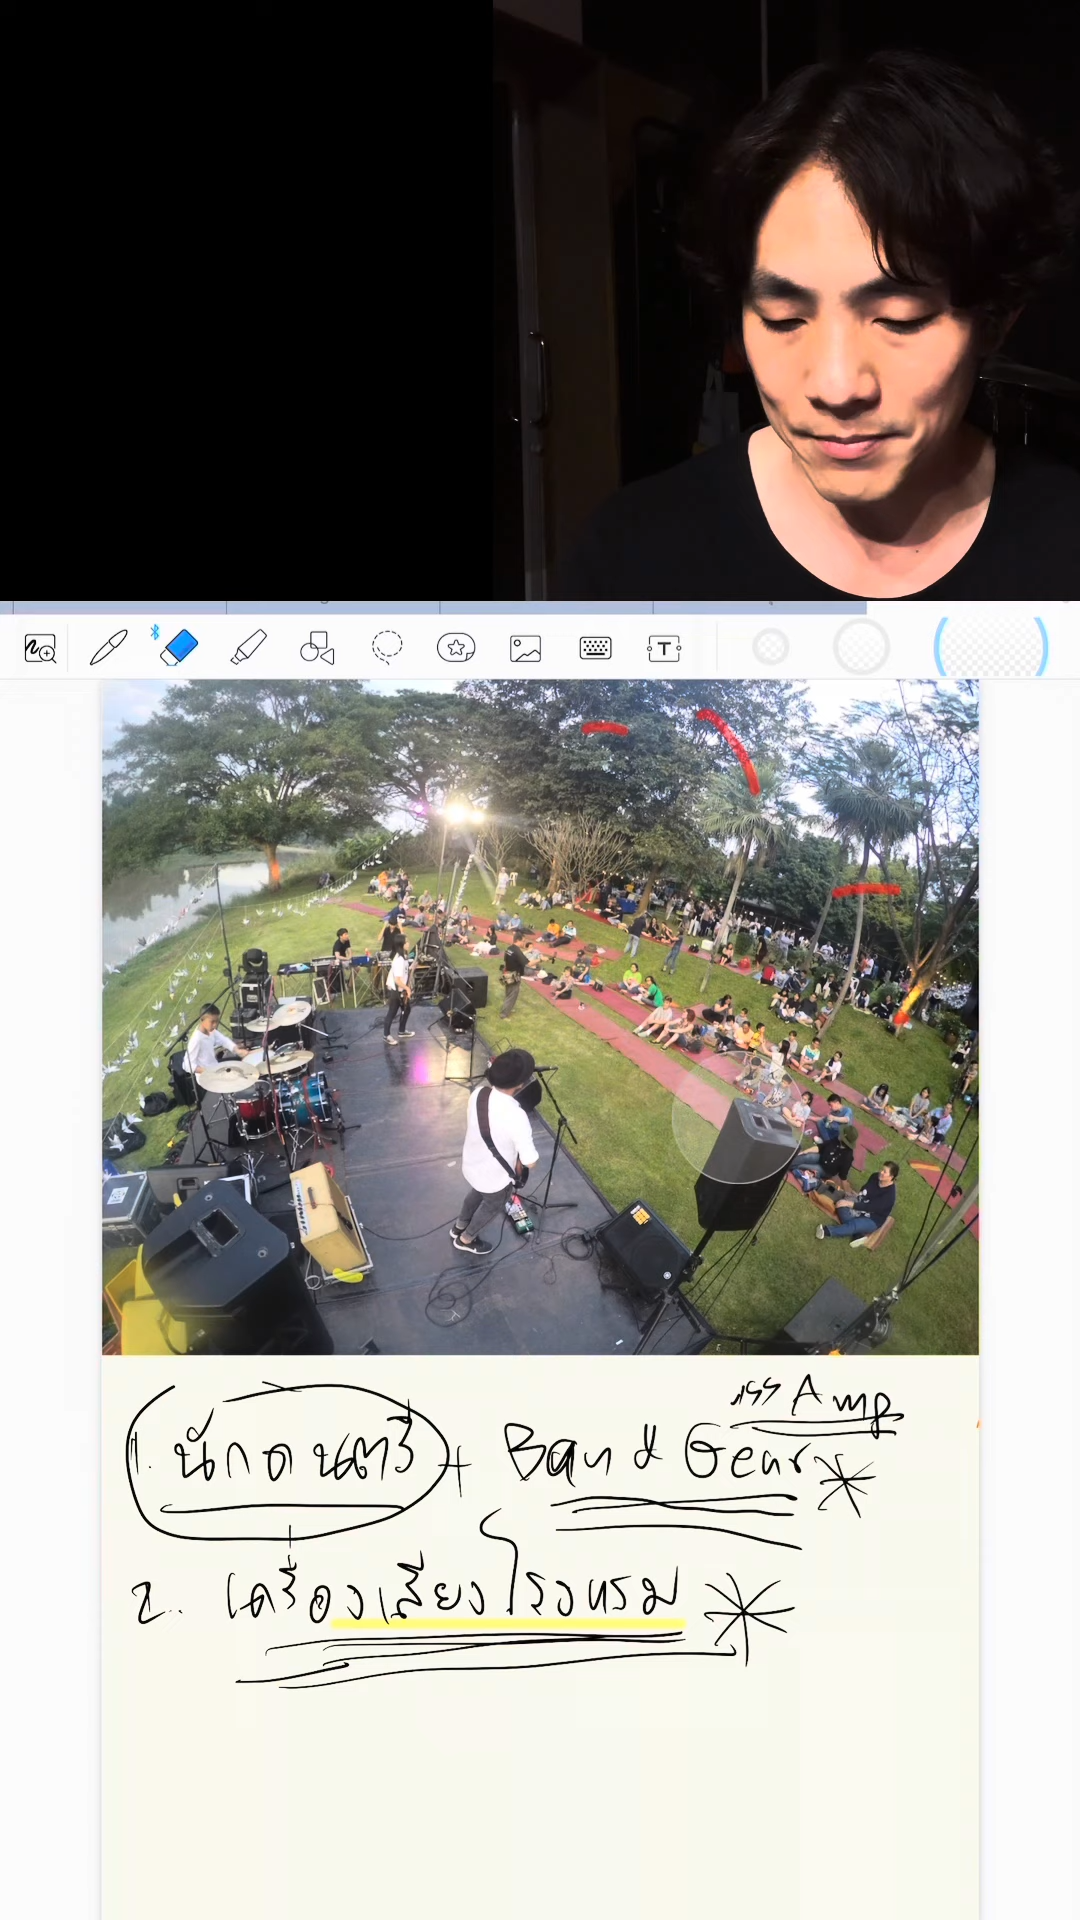 Amp
1. นักดนตรี + Band Gear
2. เครื่องเสียงโรงแรม